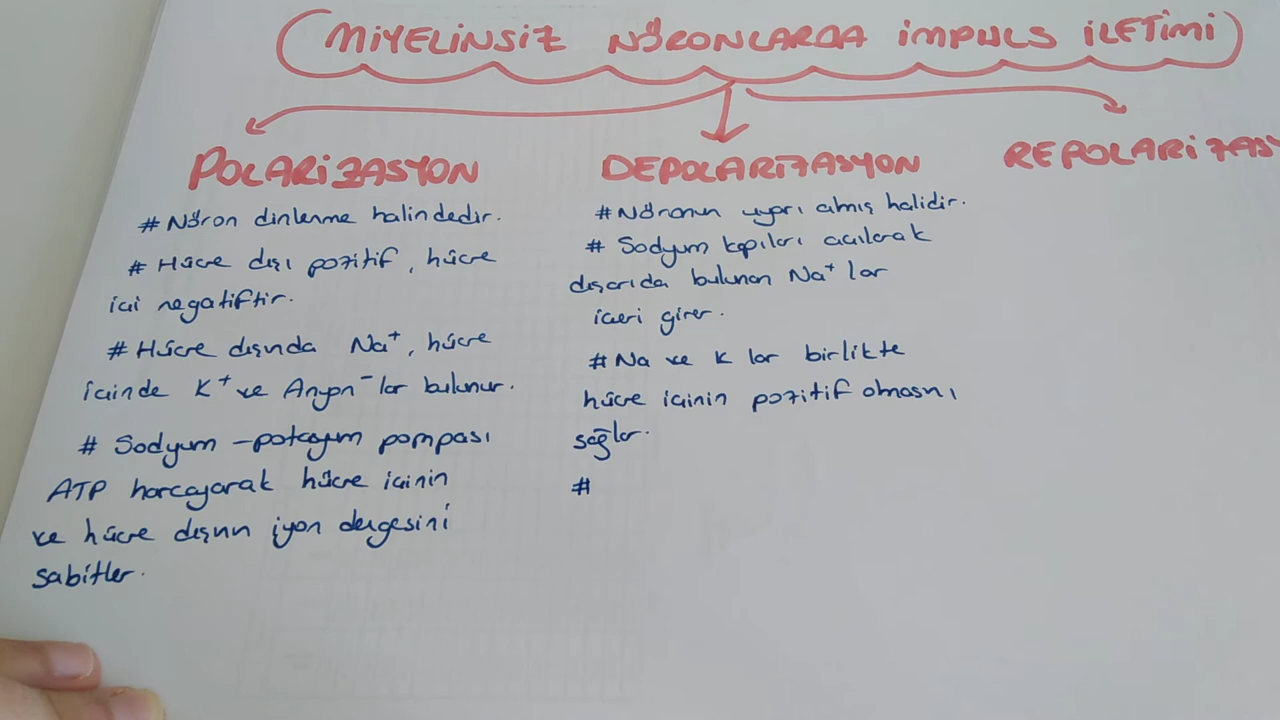 (MİYELİNSİZ NÖRONLARDA İMPULS İLETİMİ)
POLARİZASYON
# Nöron dinlenme halindedir.
# Hücre dışı pozitif, hücre
içi negatiftir.
# Hücre dışında Na⁺, hücre
içinde K⁺ ve Anyon⁻lar bulunur.
# Sodyum-potasyum pompası
ATP harcayarak hücre içinin
ve hücre dışının iyon dengesini
sabitler.
DEPOLARİZASYON
# Nöronun uyarı almış halidir.
# Sodyum kapıları açılarak
dışarıda bulunan Na⁺ lar
içeri girer.
# Na ve K lar birlikte
hücre içinin pozitif olmasını
sağlar.
#
REPOLARİZASY